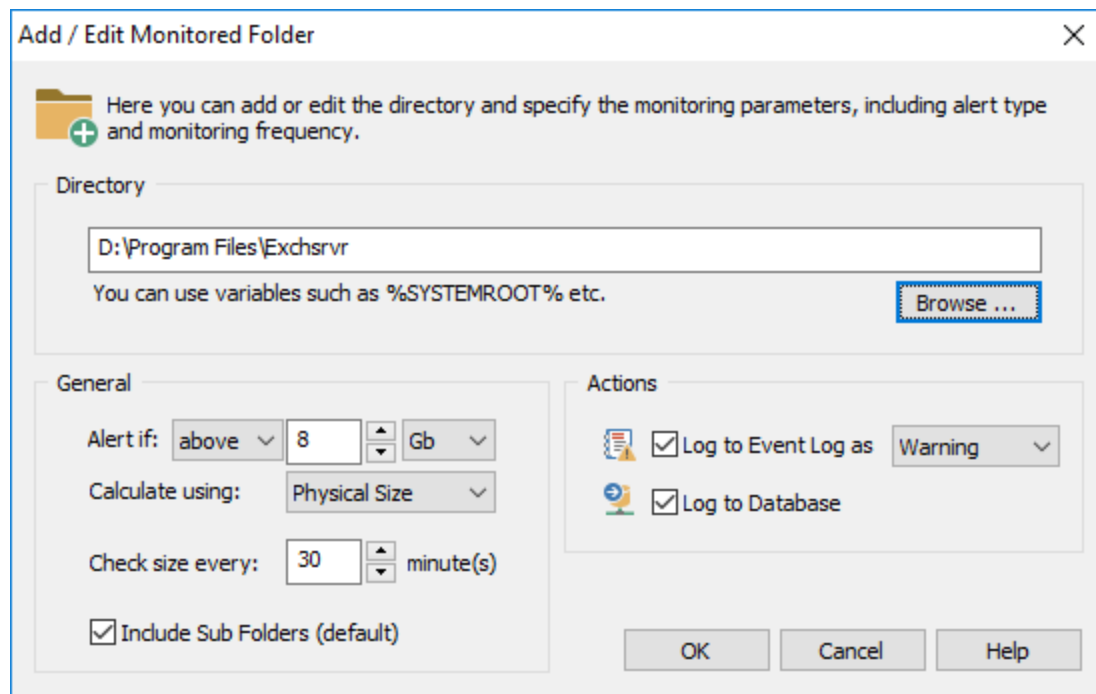 Add / Edit Monitored Folder
Here you can add or edit the directory and specify the monitoring parameters, including alert type
and monitoring frequency.
Directory
D:\Program Files\Exchsrvr
You can use variables such as %SYSTEMROOT% etc.
Browse ...
General
Alert if: above 8 Gb
Calculate using: Physical Size
Check size every: 30 minute(s)
Include Sub Folders (default)
Actions
Log to Event Log as Warning
Log to Database
OK Cancel Help